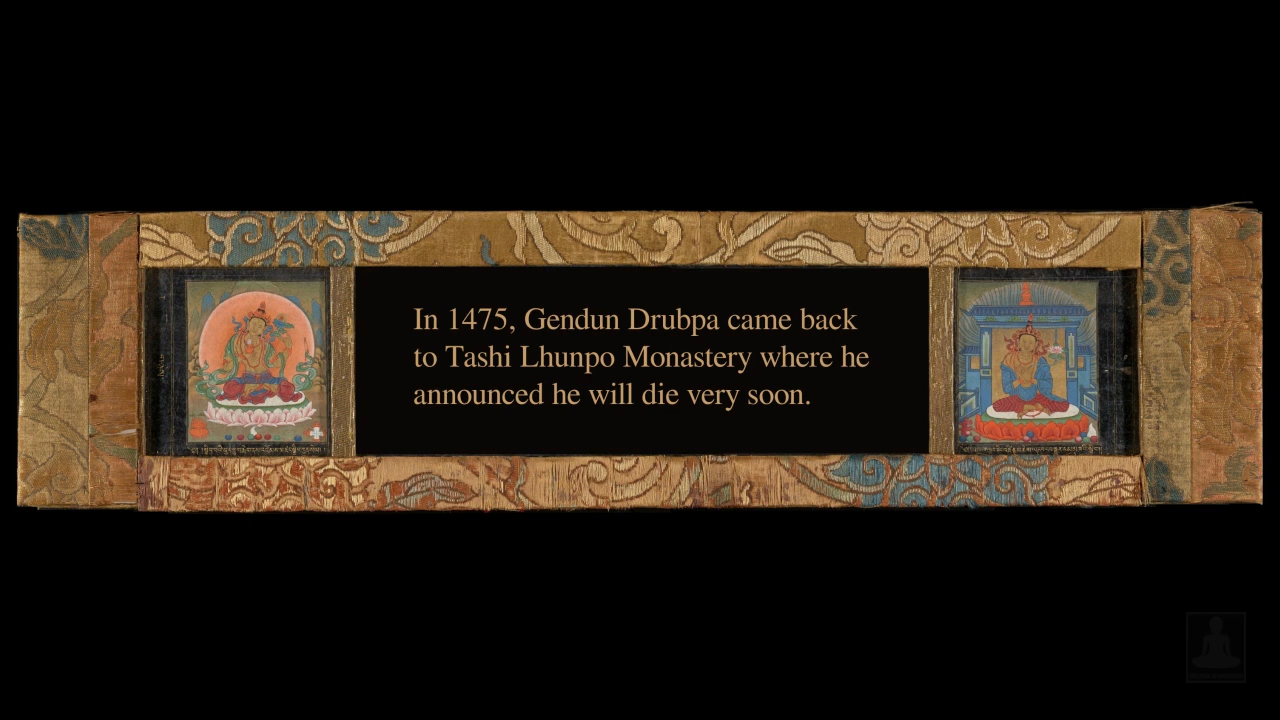 In 1475, Gendun Drubpa came back
to Tashi Lhunpo Monastery where he
announced he will die very soon.